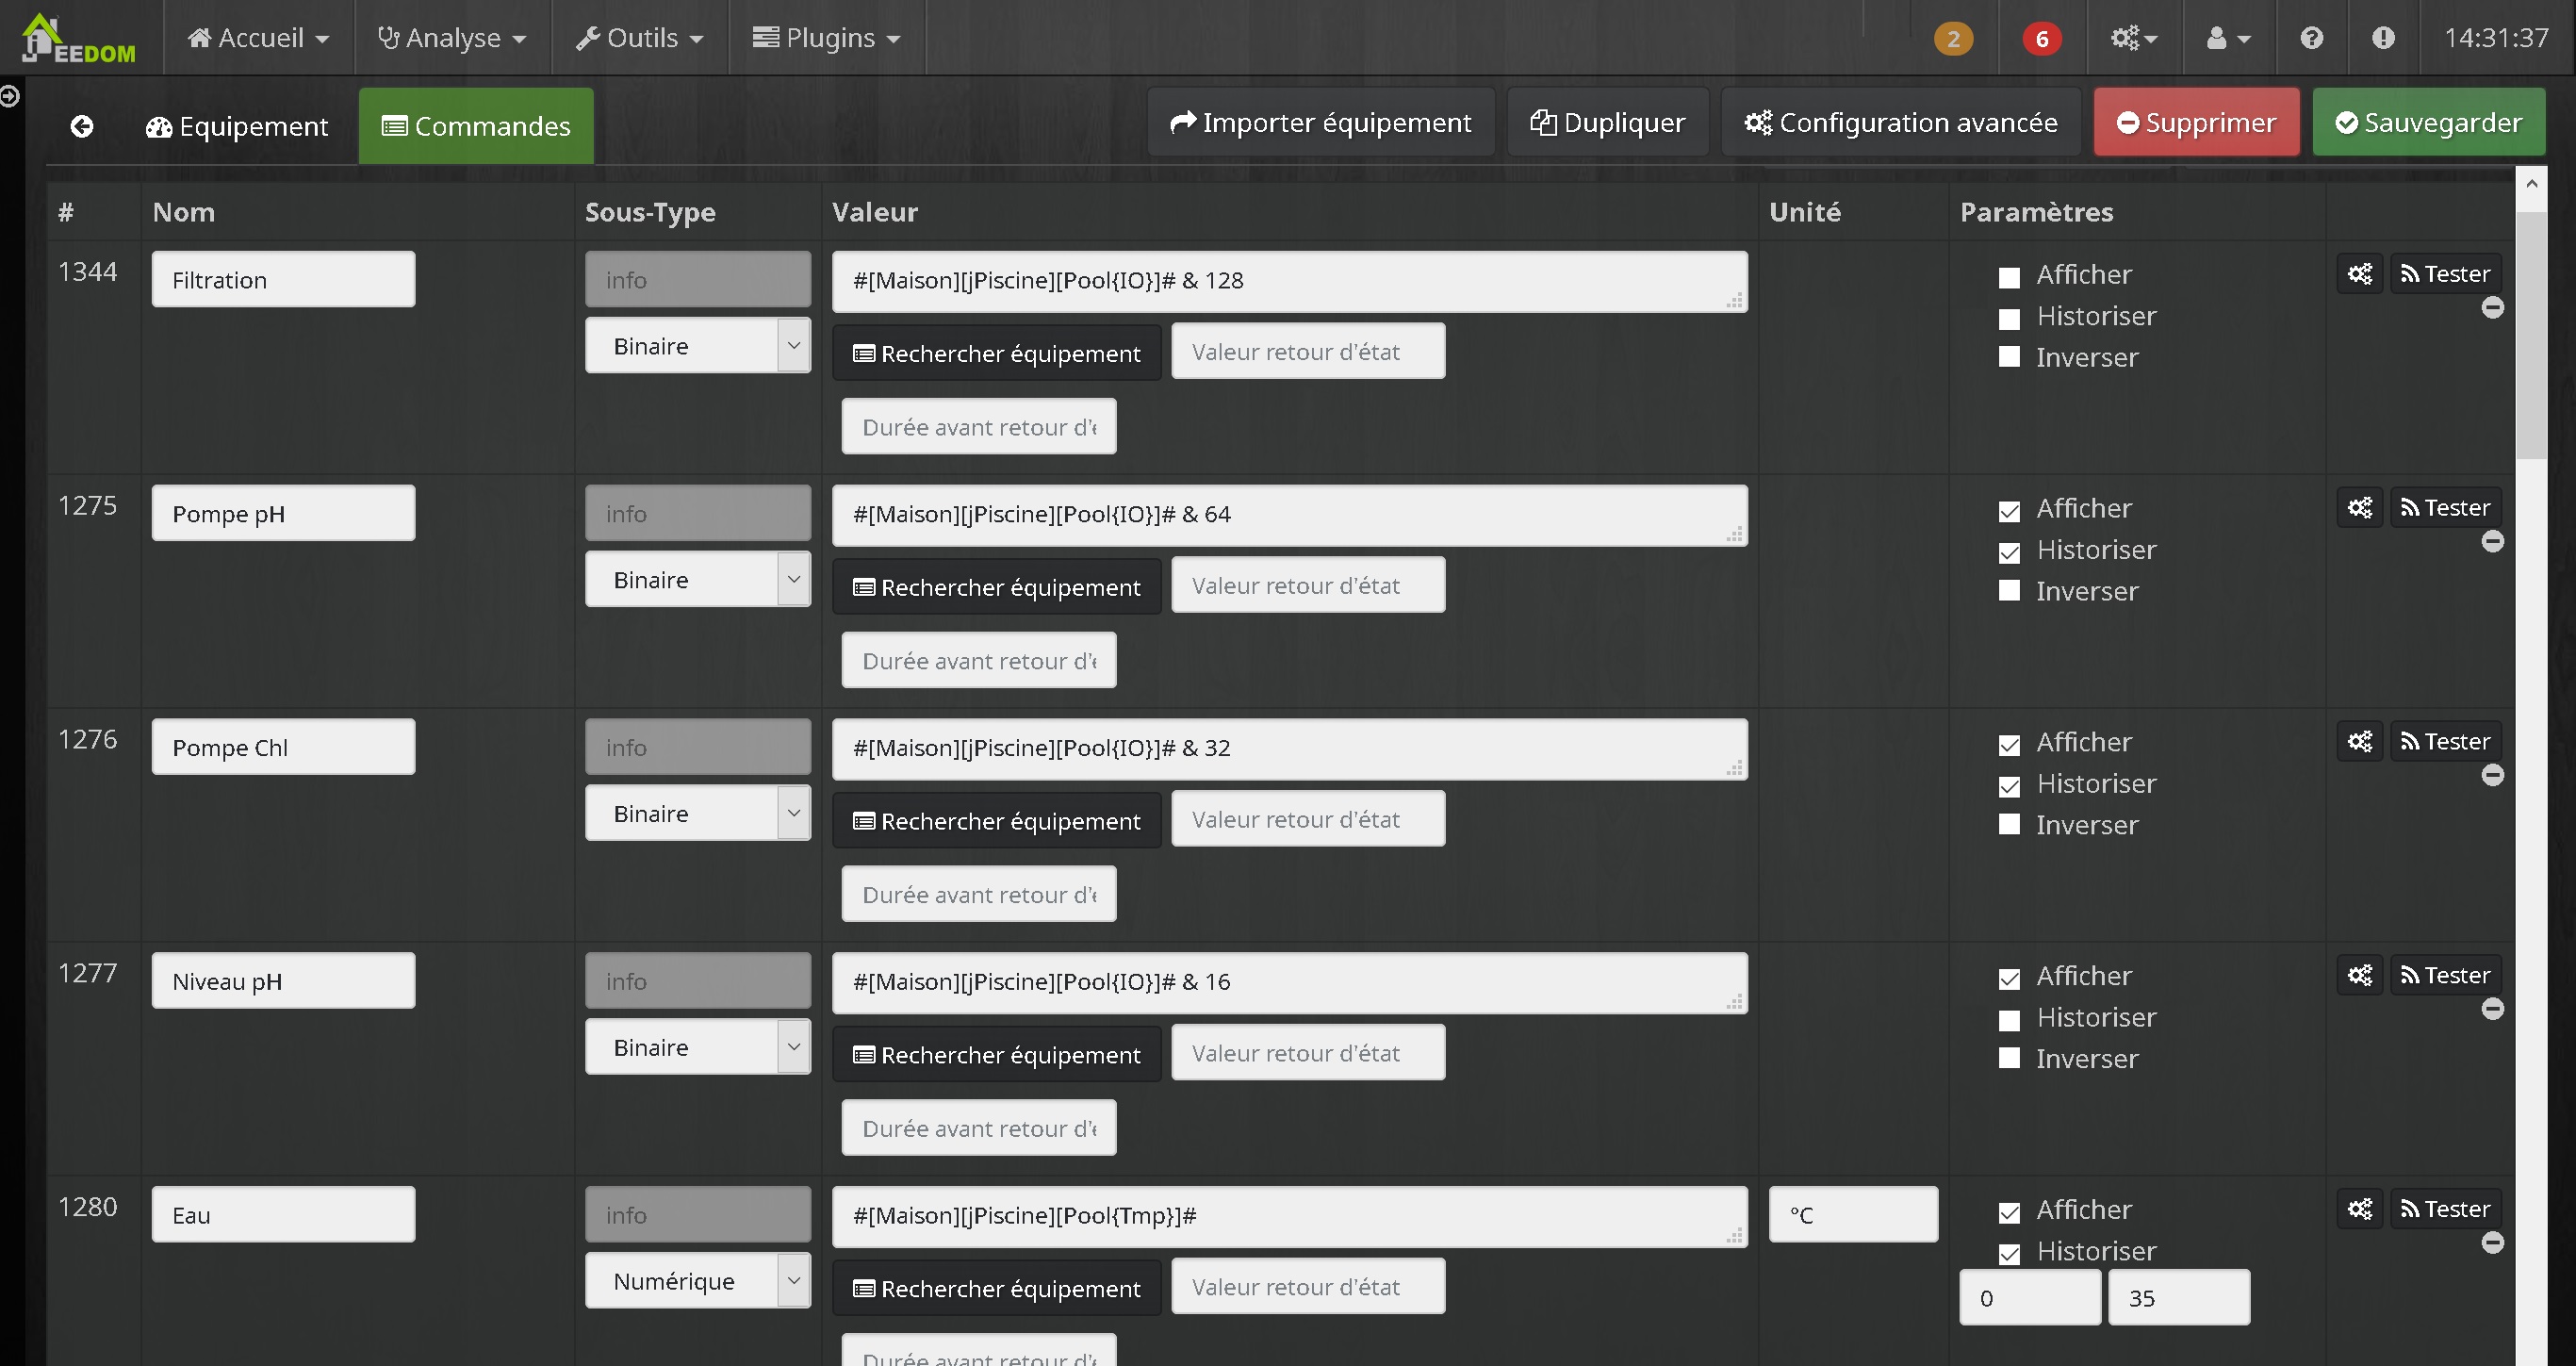 JEEDOM Accueil Analyse Outils Plugins 2 6 14:31:37
Equipement Commandes Importer équipement Dupliquer Configuration avancée Supprimer Sauvegarder
# Nom Sous-Type Valeur Unité Paramètres
1344 Filtration info #[Maison][jPiscine][Pool{IO}]# & 128 Afficher Tester
Historiser
Binaire Rechercher équipement Valeur retour d'état Inverser
Durée avant retour d'é
1275 Pompe pH info #[Maison][jPiscine][Pool{IO}]# & 64 Afficher Tester
Historiser
Binaire Rechercher équipement Valeur retour d'état Inverser
Durée avant retour d'é
1276 Pompe Chl info #[Maison][jPiscine][Pool{IO}]# & 32 Afficher Tester
Historiser
Binaire Rechercher équipement Valeur retour d'état Inverser
Durée avant retour d'é
1277 Niveau pH info #[Maison][jPiscine][Pool{IO}]# & 16 Afficher Tester
Historiser
Binaire Rechercher équipement Valeur retour d'état Inverser
Durée avant retour d'é
1280 Eau info #[Maison][jPiscine][Pool{Tmp}]# °C Afficher Tester
Historiser
Numérique Rechercher équipement Valeur retour d'état 0 35
Durée avant retour d'é